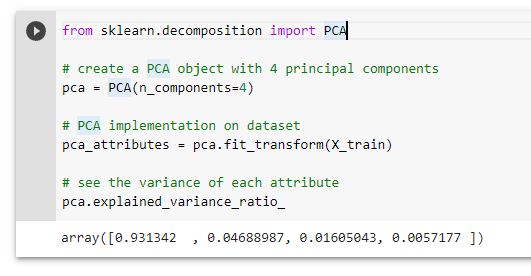 from sklearn.decomposition import PCA
# create a PCA object with 4 principal components
pca = PCA(n_components=4)
# PCA implementation on dataset
pca_attributes = pca.fit_transform(X_train)
# see the variance of each attribute
pca.explained_variance_ratio_
array([0.931342  , 0.04688987, 0.01605043, 0.0057177 ])